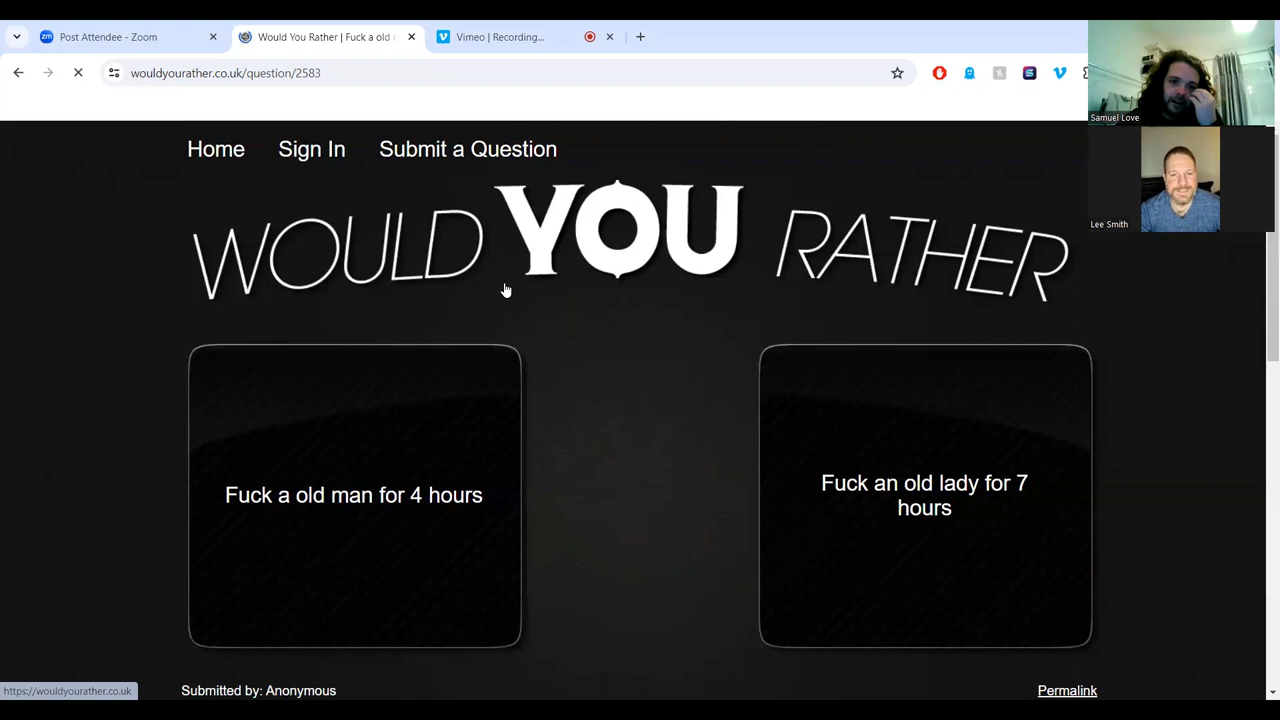 Post Attendee - Zoom
Would You Rather | Fuck a old
Vimeo | Recording...
wouldyourather.co.uk/question/2583
Samuel Love
Lee Smith
Home
Sign In
Submit a Question
WOULD YOU RATHER
Fuck a old man for 4 hours
Fuck an old lady for 7
hours
Submitted by: Anonymous
Permalink
https://wouldyourather.co.uk